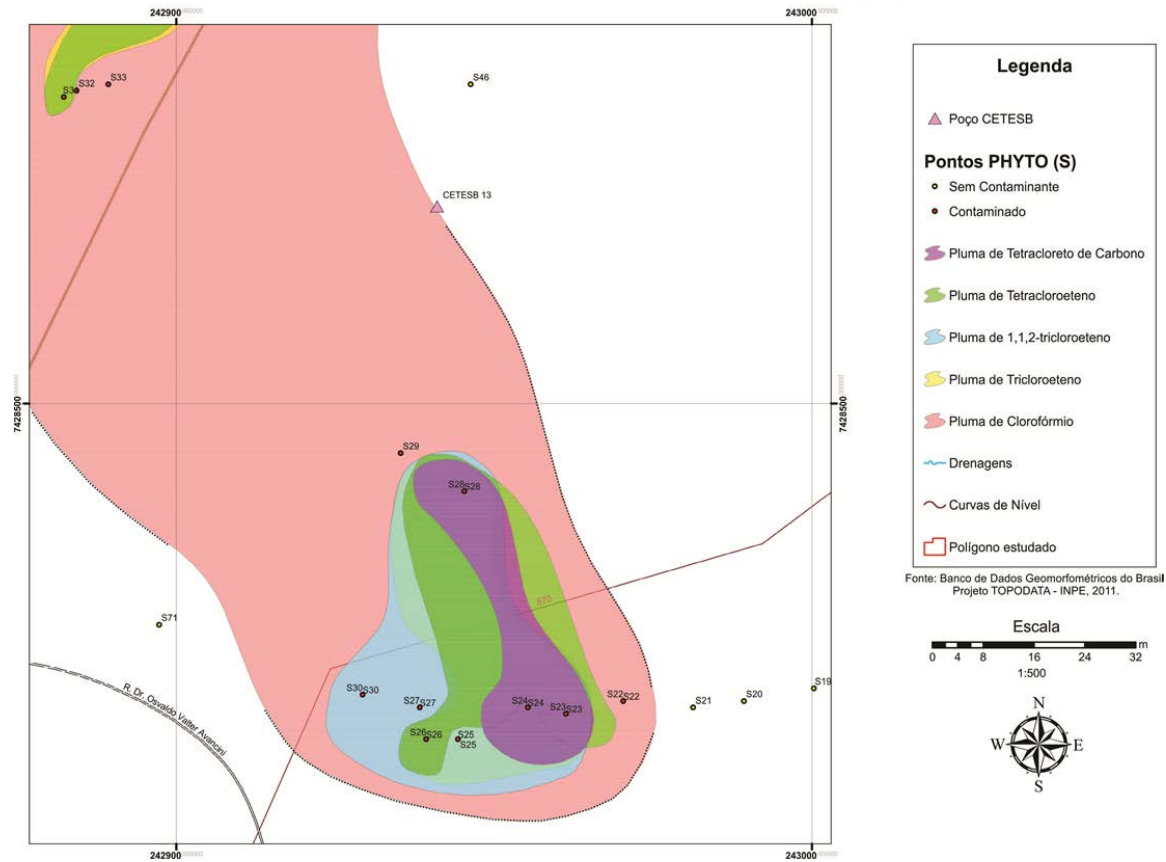 242900
243000
S46
S33
S32
S3
CETESB 13
7428500
7428500
S29
S28
S28
870
S71
S30
S30
S27
S27
S24
S24
S23
S23
S22
S22
S21
S20
S19
S26
S26
S25
S25
R. Dr. Osvaldo Valter Avancini
242900
243000
Legenda
Poço CETESB
Pontos PHYTO (S)
Sem Contaminante
Contaminado
Pluma de Tetracloreto de Carbono
Pluma de Tetracloroeteno
Pluma de 1,1,2-tricloroeteno
Pluma de Tricloroeteno
Pluma de Clorofórmio
Drenagens
Curvas de Nível
Polígono estudado
Fonte: Banco de Dados Geomorfométricos do Brasil
Projeto TOPODATA - INPE, 2011.
Escala
0 4 8 16 24 32 m
1:500
N
W E
S